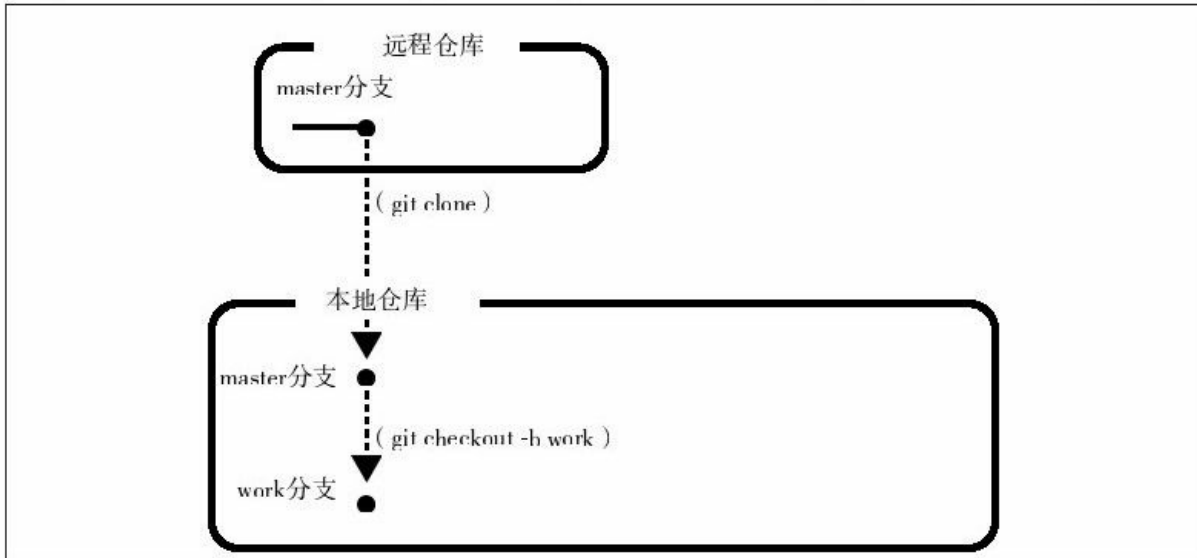 远程仓库
master分支
( git clone )
本地仓库
master分支
( git checkout -b work )
work分支